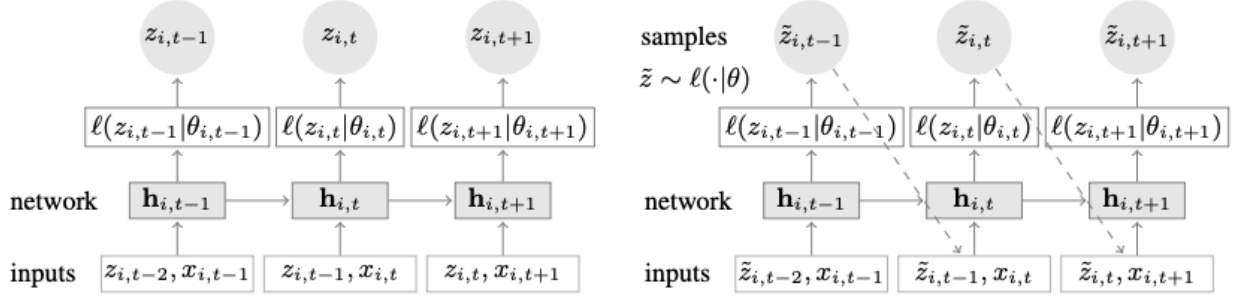 z_{i,t−1} z_{i,t} z_{i,t+1}
ℓ(z_{i,t−1}|θ_{i,t−1}) ℓ(z_{i,t}|θ_{i,t}) ℓ(z_{i,t+1}|θ_{i,t+1})
network h_{i,t−1} h_{i,t} h_{i,t+1}
inputs z_{i,t−2}, x_{i,t−1} z_{i,t−1}, x_{i,t} z_{i,t}, x_{i,t+1}
samples z̃_{i,t−1} z̃_{i,t} z̃_{i,t+1}
z̃ ∼ ℓ(·|θ)
ℓ(z_{i,t−1}|θ_{i,t−1}) ℓ(z_{i,t}|θ_{i,t}) ℓ(z_{i,t+1}|θ_{i,t+1})
network h_{i,t−1} h_{i,t} h_{i,t+1}
inputs z̃_{i,t−2}, x_{i,t−1} z̃_{i,t−1}, x_{i,t} z̃_{i,t}, x_{i,t+1}